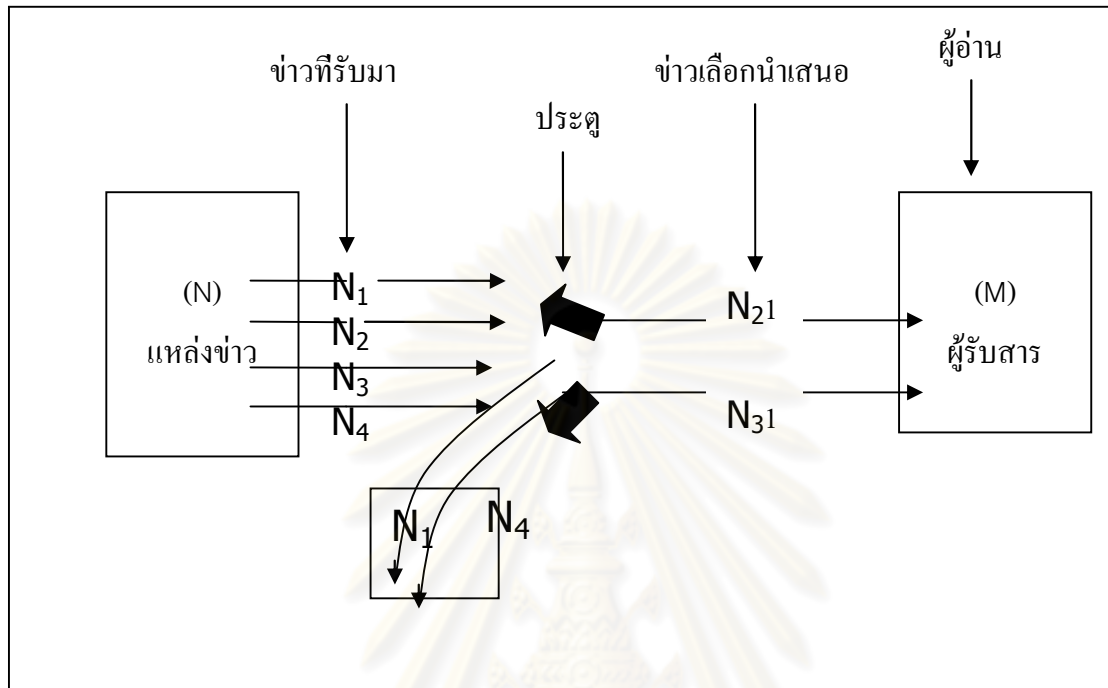 ผู้อ่าน
ข่าวที่รับมา
ข่าวเลือกนำเสนอ
ประตู
(N)
แหล่งข่าว
N₁
N₂
N₃
N₄
N₂1
N₃1
(M)
ผู้รับสาร
N₁ N₄